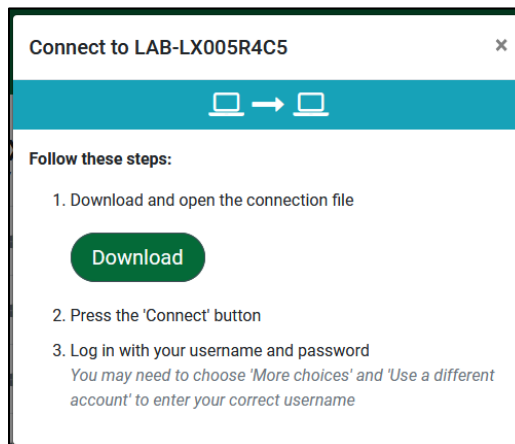 Connect to LAB-LX005R4C5 ×
Follow these steps:
1. Download and open the connection file
Download
2. Press the 'Connect' button
3. Log in with your username and password
You may need to choose 'More choices' and 'Use a different
account' to enter your correct username